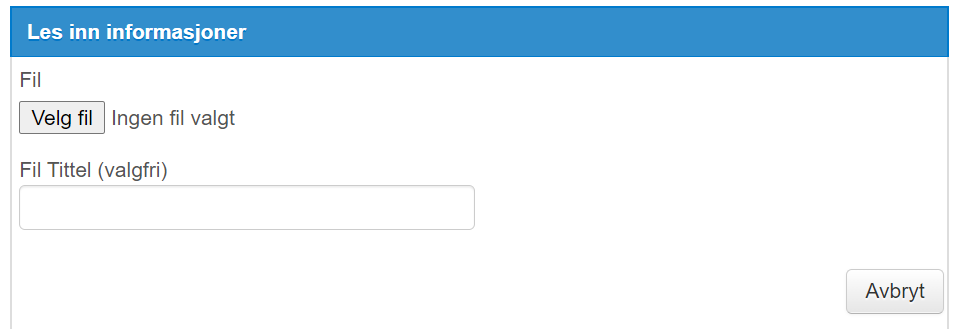 Les inn informasjoner
Fil
Velg fil Ingen fil valgt
Fil Tittel (valgfri)
Avbryt